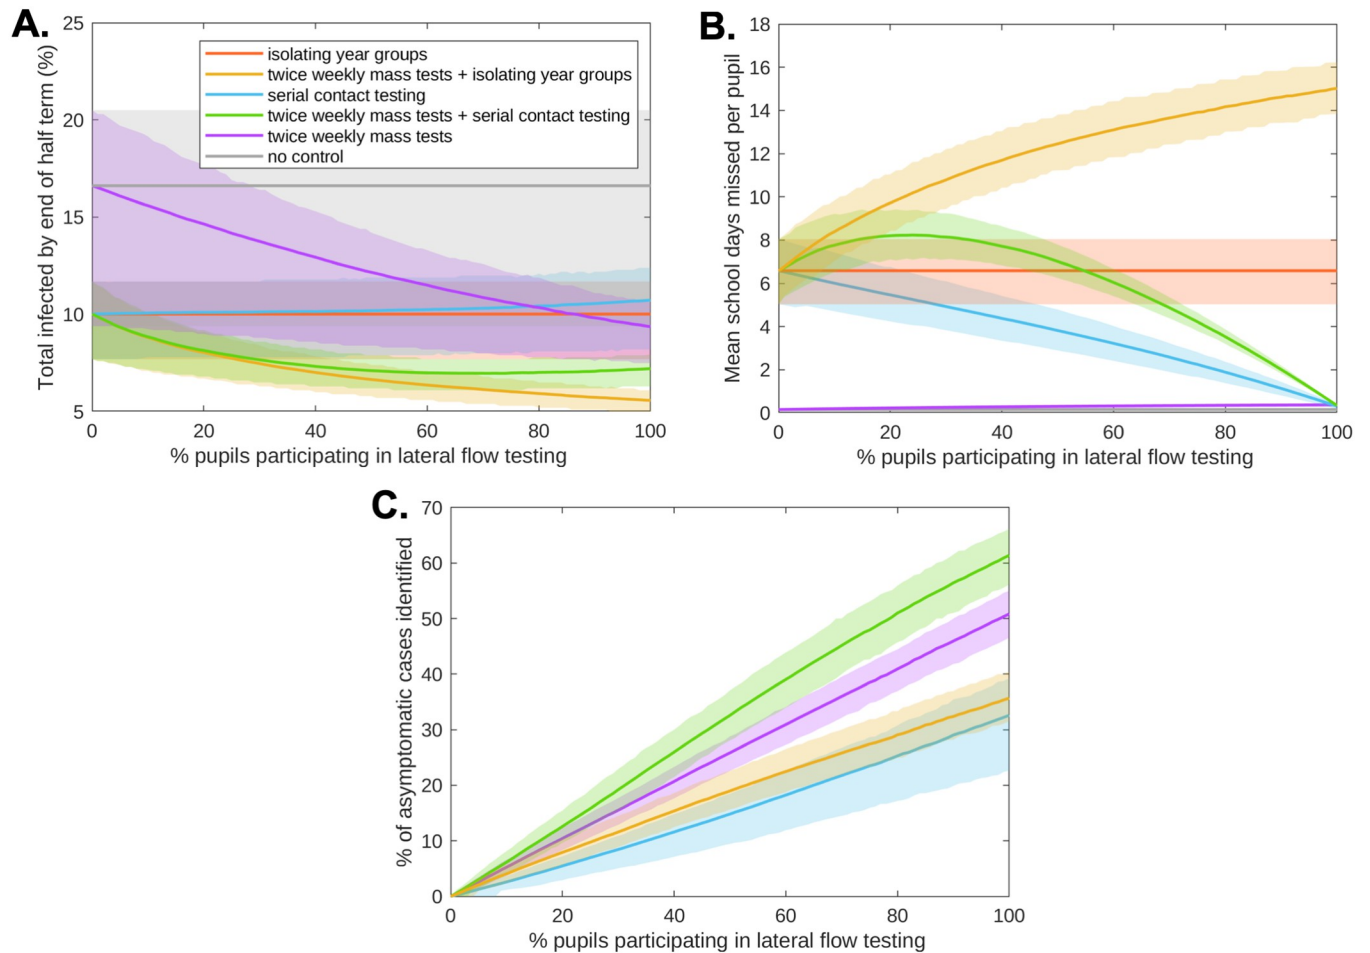 A.
25
20
15
10
5
Total infected by end of half term (%)
isolating year groups
twice weekly mass tests + isolating year groups
serial contact testing
twice weekly mass tests + serial contact testing
twice weekly mass tests
no control
0 20 40 60 80 100
% pupils participating in lateral flow testing
B.
18
16
14
12
10
8
6
4
2
0
Mean school days missed per pupil
0 20 40 60 80 100
% pupils participating in lateral flow testing
C.
70
60
50
40
30
20
10
0
% of asymptomatic cases identified
0 20 40 60 80 100
% pupils participating in lateral flow testing